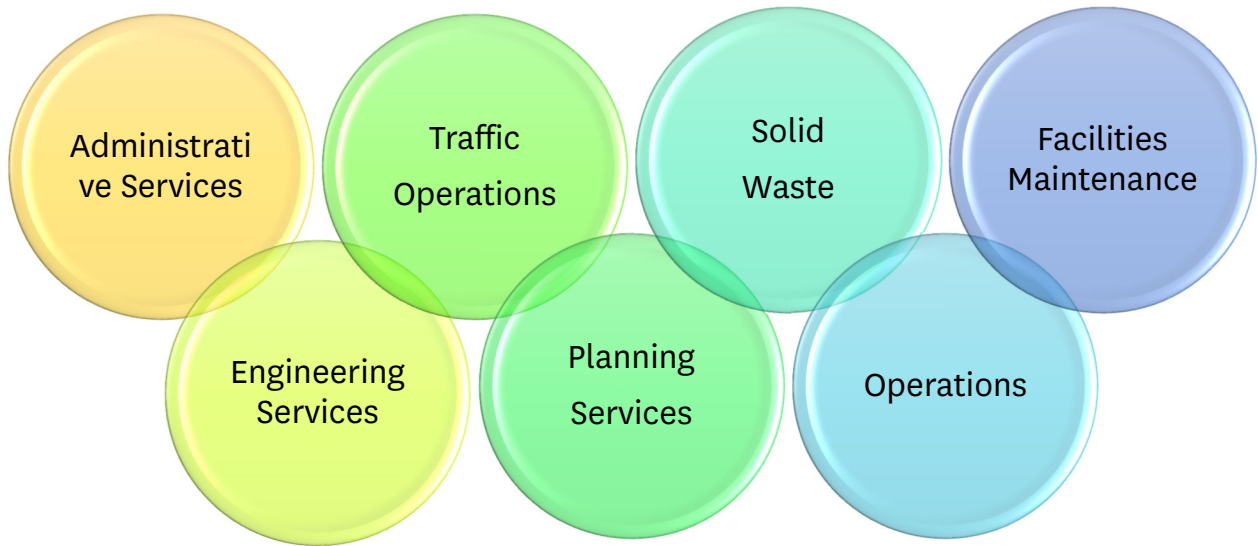 Administrati
ve Services
Traffic
Operations
Solid
Waste
Facilities
Maintenance
Engineering
Services
Planning
Services
Operations